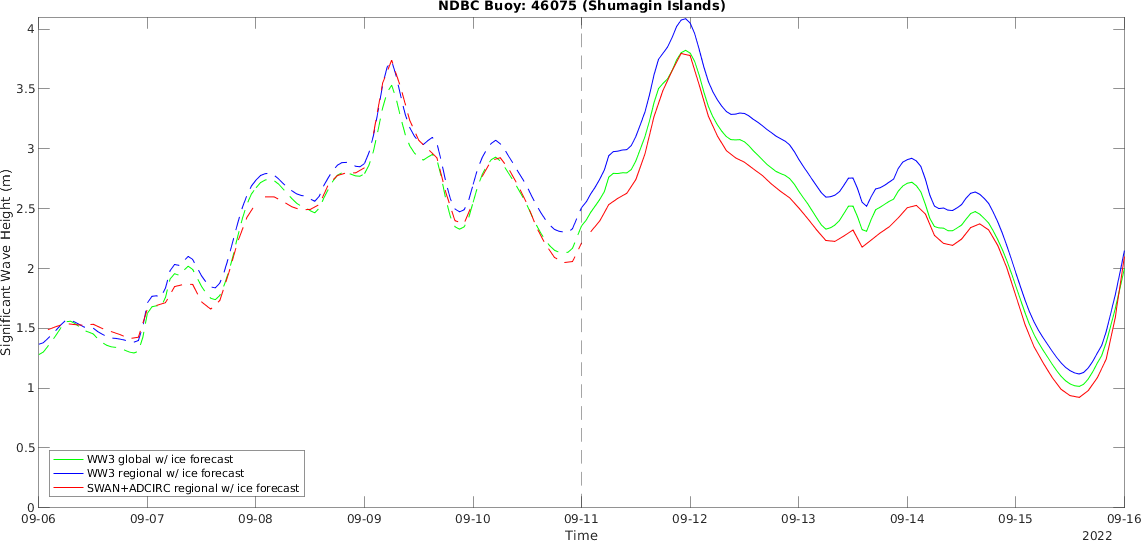 NDBC Buoy: 46075 (Shumagin Islands)
4
3.5
3
2.5
2
1.5
1
0.5
0
Significant Wave Height (m)
WW3 global w/ ice forecast
WW3 regional w/ ice forecast
SWAN+ADCIRC regional w/ ice forecast
09-06 09-07 09-08 09-09 09-10 09-11 09-12 09-13 09-14 09-15 09-16
Time
2022